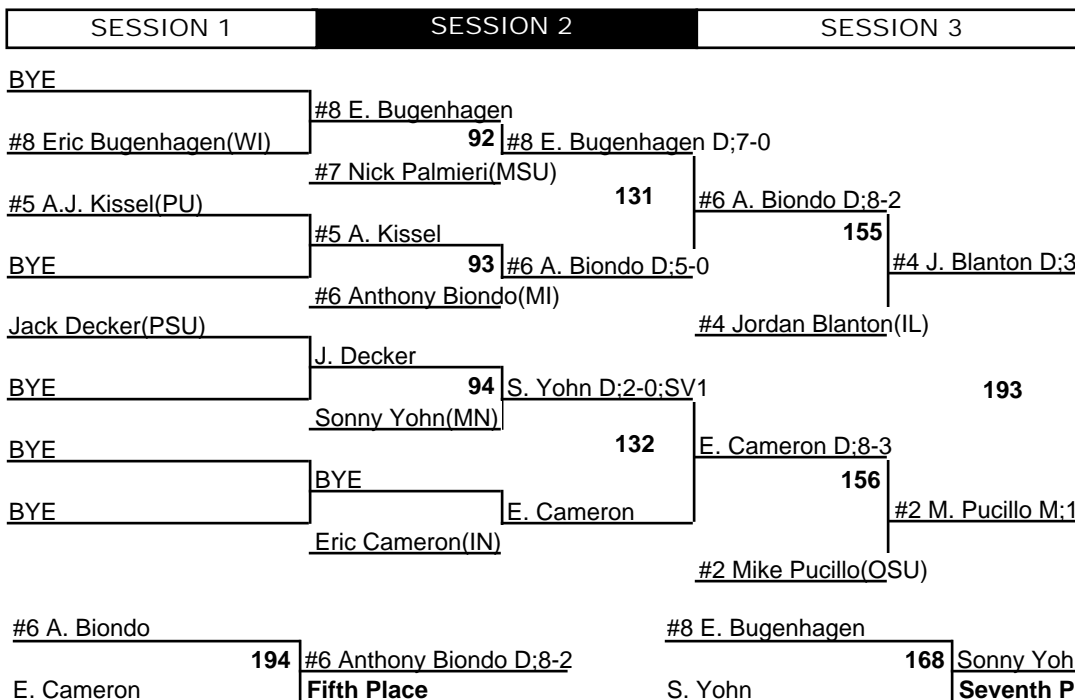 SESSION 1 SESSION 2 SESSION 3
BYE
#8 E. Bugenhagen
#8 Eric Bugenhagen(WI) 92 #8 E. Bugenhagen D;7-0
#7 Nick Palmieri(MSU)
131 #6 A. Biondo D;8-2
#5 A.J. Kissel(PU)
#5 A. Kissel 155
BYE 93 #6 A. Biondo D;5-0 #4 J. Blanton D;3
#6 Anthony Biondo(MI)
Jack Decker(PSU) #4 Jordan Blanton(IL)
J. Decker
BYE 94 S. Yohn D;2-0;SV1 193
Sonny Yohn(MN)
BYE 132 E. Cameron D;8-3
BYE 156
BYE E. Cameron #2 M. Pucillo M;1
Eric Cameron(IN)
#2 Mike Pucillo(OSU)
#6 A. Biondo #8 E. Bugenhagen
194 #6 Anthony Biondo D;8-2 168 Sonny Yoh
E. Cameron Fifth Place S. Yohn Seventh P